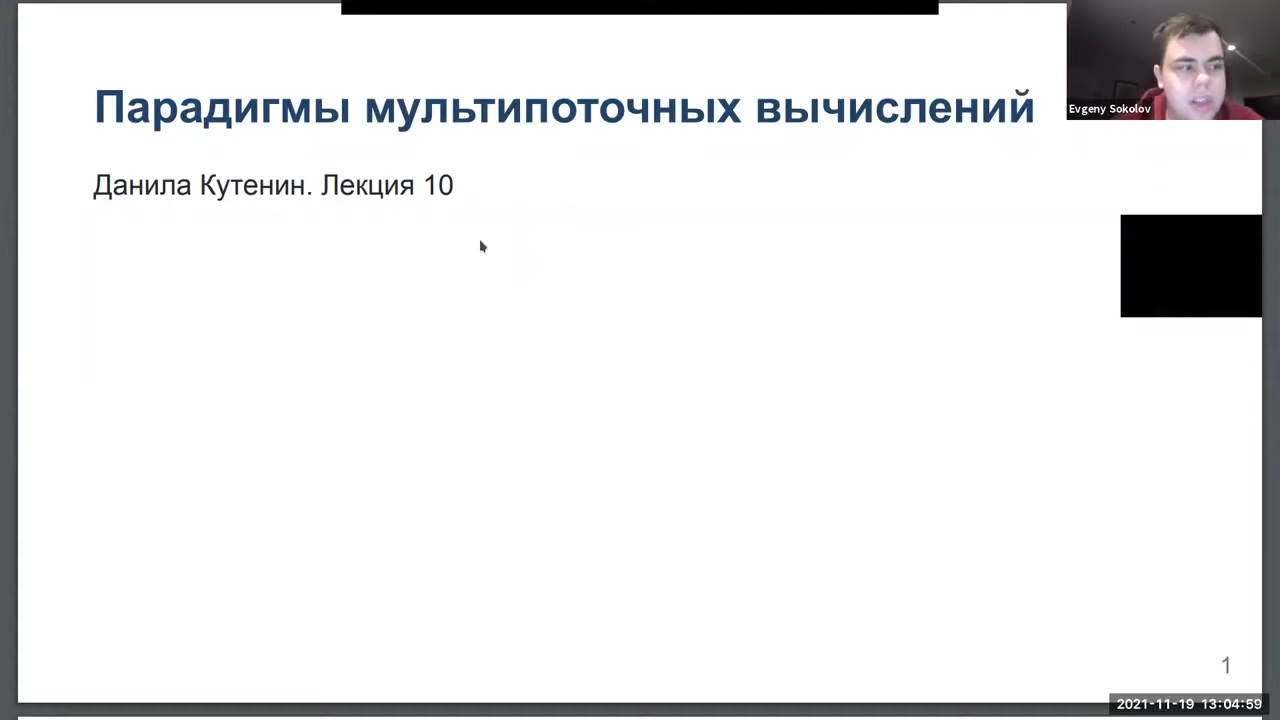 Парадигмы мультипоточных вычислений
Evgeny Sokolov
Данила Кутенин. Лекция 10
1
2021-11-19 13:04:59